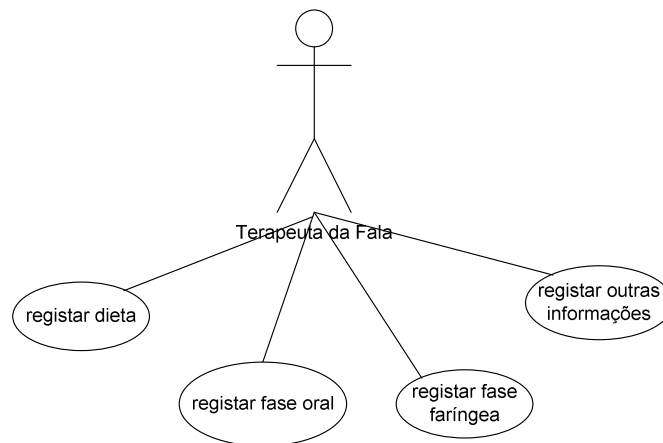 Terapeuta da Fala
registar dieta
registar fase oral
registar fase
faríngea
registar outras
informações